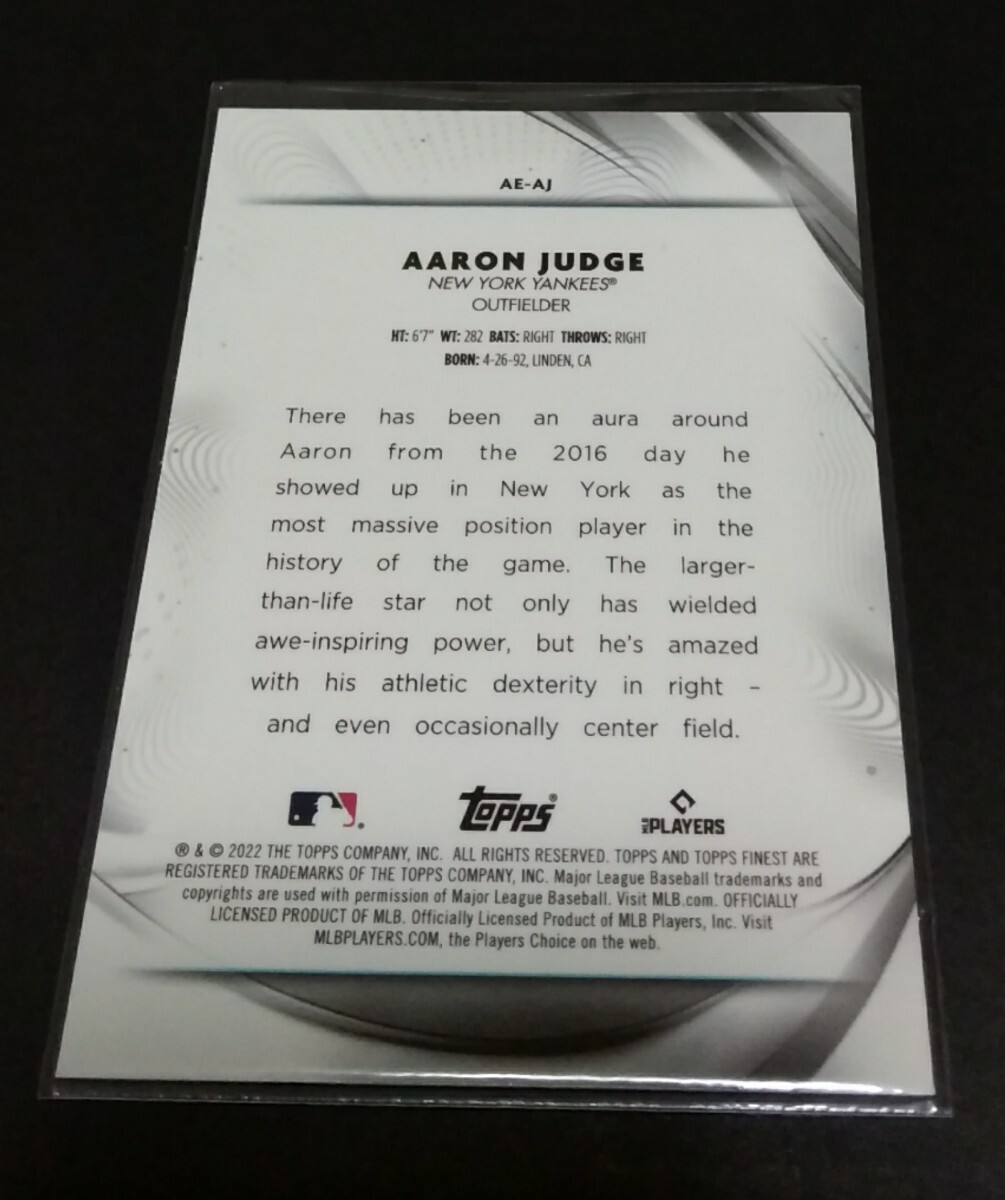 AE-AJ
AARON JUDGE
NEW YORK YANKEES®
OUTFIELDER
HT: 6'7" WT: 282 BATS: RIGHT THROWS: RIGHT
BORN: 4-26-92, LINDEN, CA
There has been an aura around
Aaron from the 2016 day he
showed up in New York as the
most massive position player in the
history of the game. The larger-
than-life star not only has wielded
awe-inspiring power, but he's amazed
with his athletic dexterity in right –
and even occasionally center field.
Topps®
MLB PLAYERS
® & © 2022 THE TOPPS COMPANY, INC. ALL RIGHTS RESERVED. TOPPS AND TOPPS FINEST ARE
REGISTERED TRADEMARKS OF THE TOPPS COMPANY, INC. Major League Baseball trademarks and
copyrights are used with permission of Major League Baseball. Visit MLB.com. OFFICIALLY
LICENSED PRODUCT OF MLB. Officially Licensed Product of MLB Players, Inc. Visit
MLBPLAYERS.COM, the Players Choice on the web.